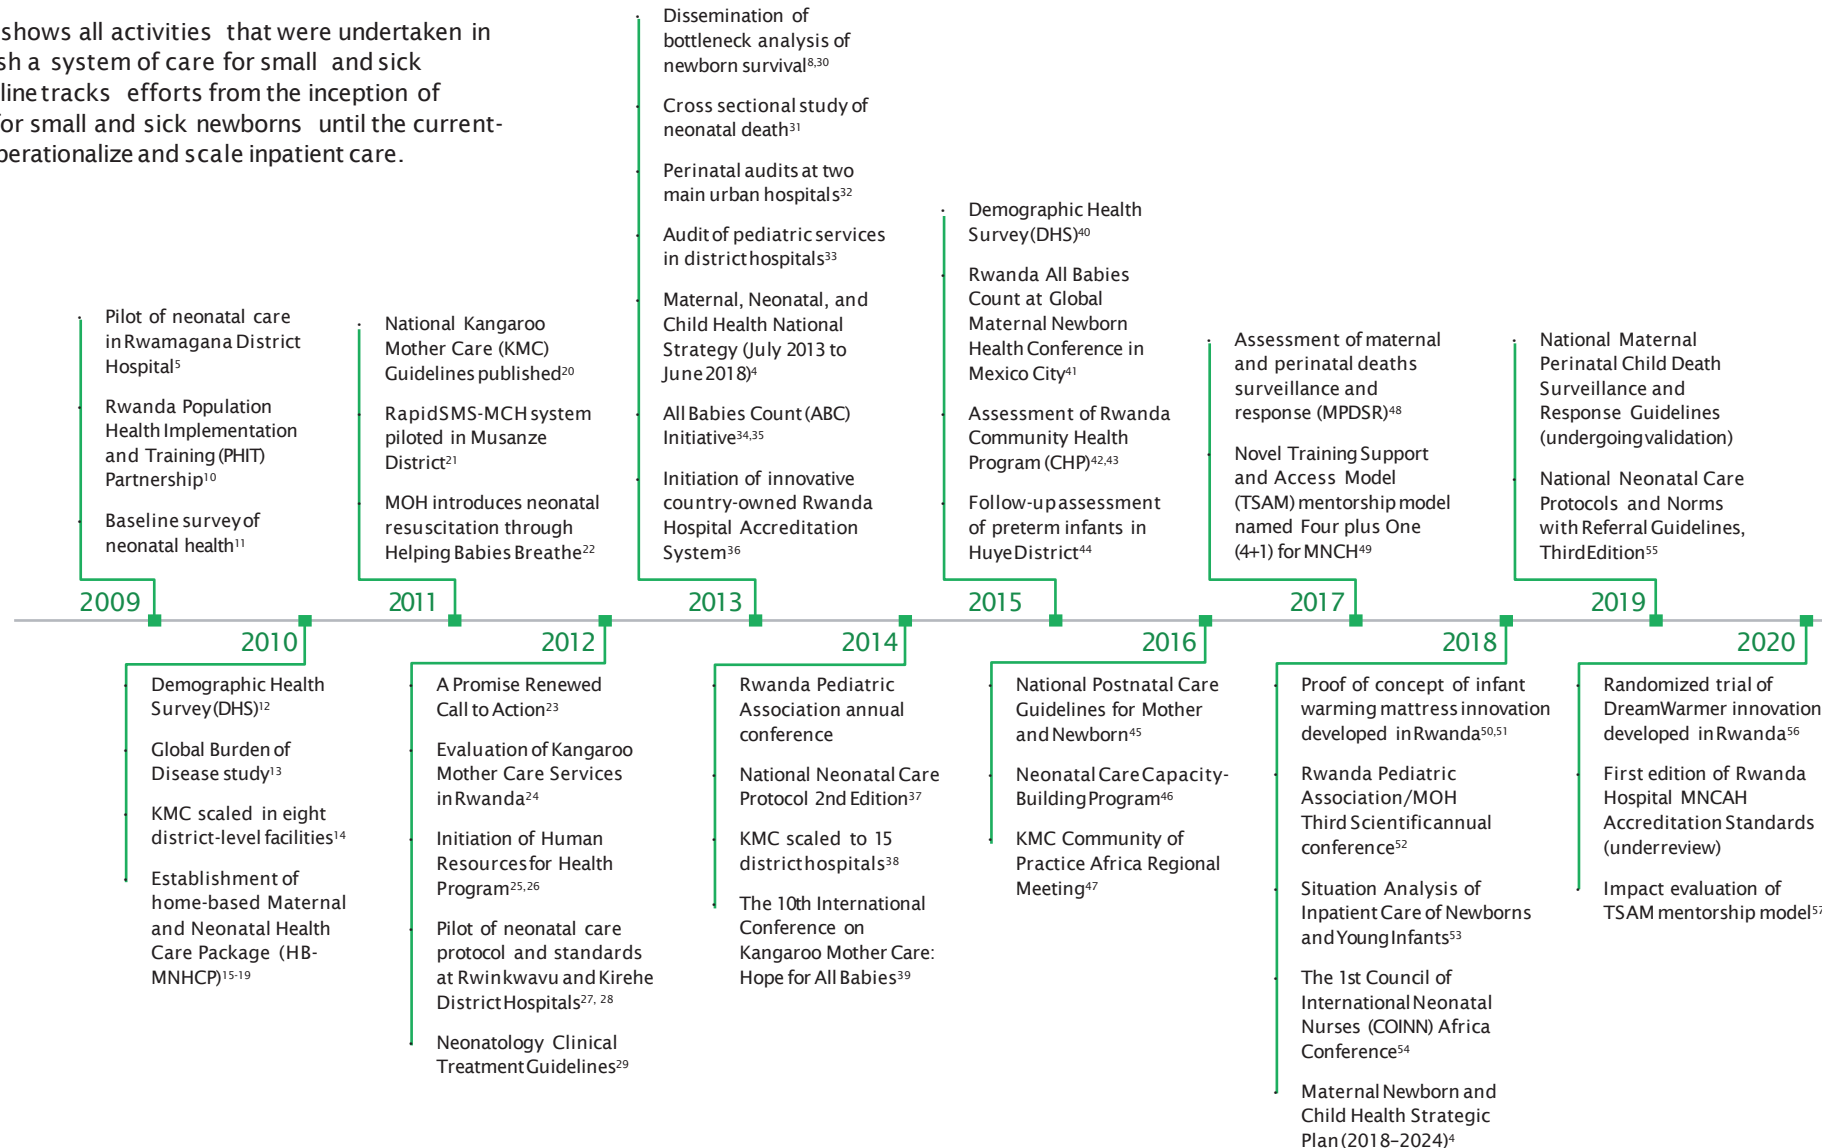 shows all activities that were undertaken in
sh a system of care for small and sick
line tracks efforts from the inception of
for small and sick newborns until the current-
perationalize and scale inpatient care.
Pilot of neonatal care
in Rwamagana District
Hospital5
Rwanda Population
Health Implementation
and Training (PHIT)
Partnership10
Baseline survey of
neonatal health11
2009
2010
Demographic Health
Survey (DHS)12
Global Burden of
Disease study13
KMC scaled in eight
district-level facilities14
Establishment of
home-based Maternal
and Neonatal Health
Care Package (HB-
MNHCP)15-19
National Kangaroo
Mother Care (KMC)
Guidelines published20
RapidSMS-MCH system
piloted in Musanze
District21
MOH introduces neonatal
resuscitation through
Helping Babies Breathe22
2011
2012
A Promise Renewed
Call to Action23
Evaluation of Kangaroo
Mother Care Services
in Rwanda24
Initiation of Human
Resources for Health
Program25,26
Pilot of neonatal care
protocol and standards
at Rwinkwavu and Kirehe
District Hospitals27, 28
Neonatology Clinical
Treatment Guidelines29
Dissemination of
bottleneck analysis of
newborn survival8,30
Cross sectional study of
neonatal death31
Perinatal audits at two
main urban hospitals32
Audit of pediatric services
in district hospitals33
Maternal, Neonatal, and
Child Health National
Strategy (July 2013 to
June 2018)4
All Babies Count (ABC)
Initiative34,35
Initiation of innovative
country-owned Rwanda
Hospital Accreditation
System36
2013
2014
Rwanda Pediatric
Association annual
conference
National Neonatal Care
Protocol 2nd Edition37
KMC scaled to 15
district hospitals38
The 10th International
Conference on
Kangaroo Mother Care:
Hope for All Babies39
Demographic Health
Survey (DHS)40
Rwanda All Babies
Count at Global
Maternal Newborn
Health Conference in
Mexico City41
Assessment of Rwanda
Community Health
Program (CHP)42,43
Follow-up assessment
of preterm infants in
Huye District44
2015
2016
National Postnatal Care
Guidelines for Mother
and Newborn45
Neonatal Care Capacity-
Building Program46
KMC Community of
Practice Africa Regional
Meeting47
Assessment of maternal
and perinatal deaths
surveillance and
response (MPDSR)48
Novel Training Support
and Access Model
(TSAM) mentorship model
named Four plus One
(4+1) for MNCH49
2017
2018
Proof of concept of infant
warming mattress innovation
developed in Rwanda50,51
Rwanda Pediatric
Association/MOH
Third Scientific annual
conference52
Situation Analysis of
Inpatient Care of Newborns
and Young Infants53
The 1st Council of
International Neonatal
Nurses (COINN) Africa
Conference54
Maternal Newborn and
Child Health Strategic
Plan (2018–2024)4
National Maternal
Perinatal Child Death
Surveillance and
Response Guidelines
(undergoing validation)
National Neonatal Care
Protocols and Norms
with Referral Guidelines,
Third Edition55
2019
2020
Randomized trial of
DreamWarmer innovation
developed in Rwanda56
First edition of Rwanda
Hospital MNCAH
Accreditation Standards
(under review)
Impact evaluation of
TSAM mentorship model57